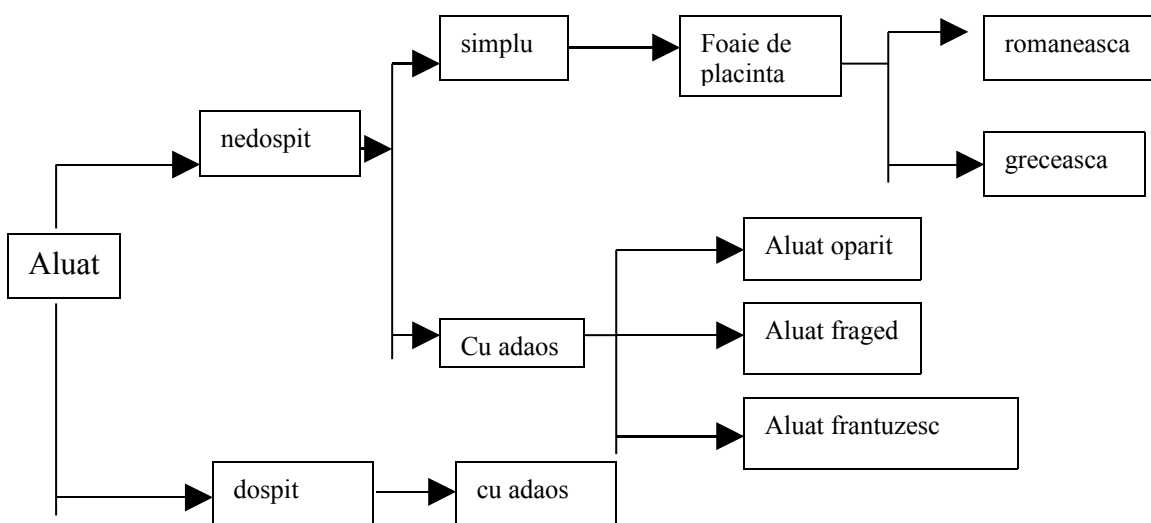 simplu
Foaie de
placinta
romaneasca
nedospit
greceasca
Aluat
Aluat oparit
Cu adaos
Aluat fraged
Aluat frantuzesc
dospit
cu adaos